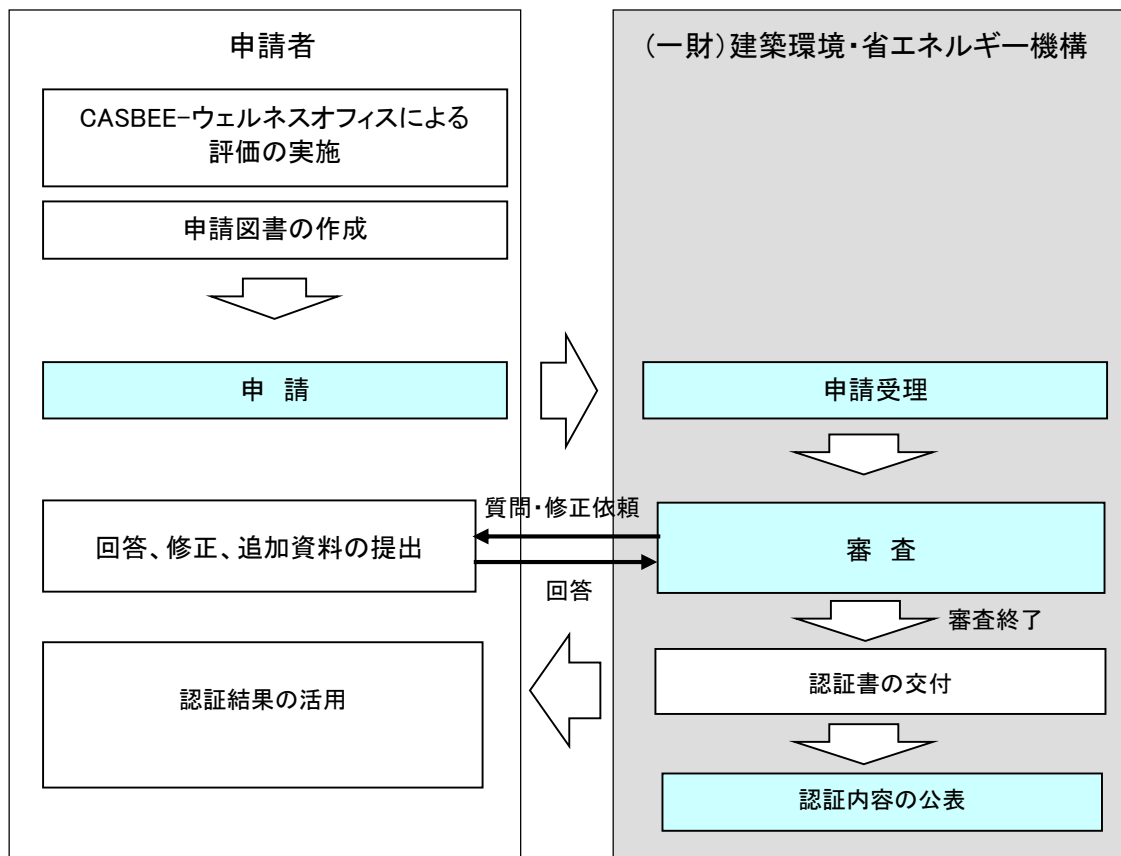 申請者
(一財)建築環境・省エネルギー機構
CASBEE-ウェルネスオフィスによる
評価の実施
申請図書の作成
申 請
申請受理
質問・修正依頼
回答、修正、追加資料の提出
審 査
回答
審査終了
認証書の交付
認証結果の活用
認証内容の公表